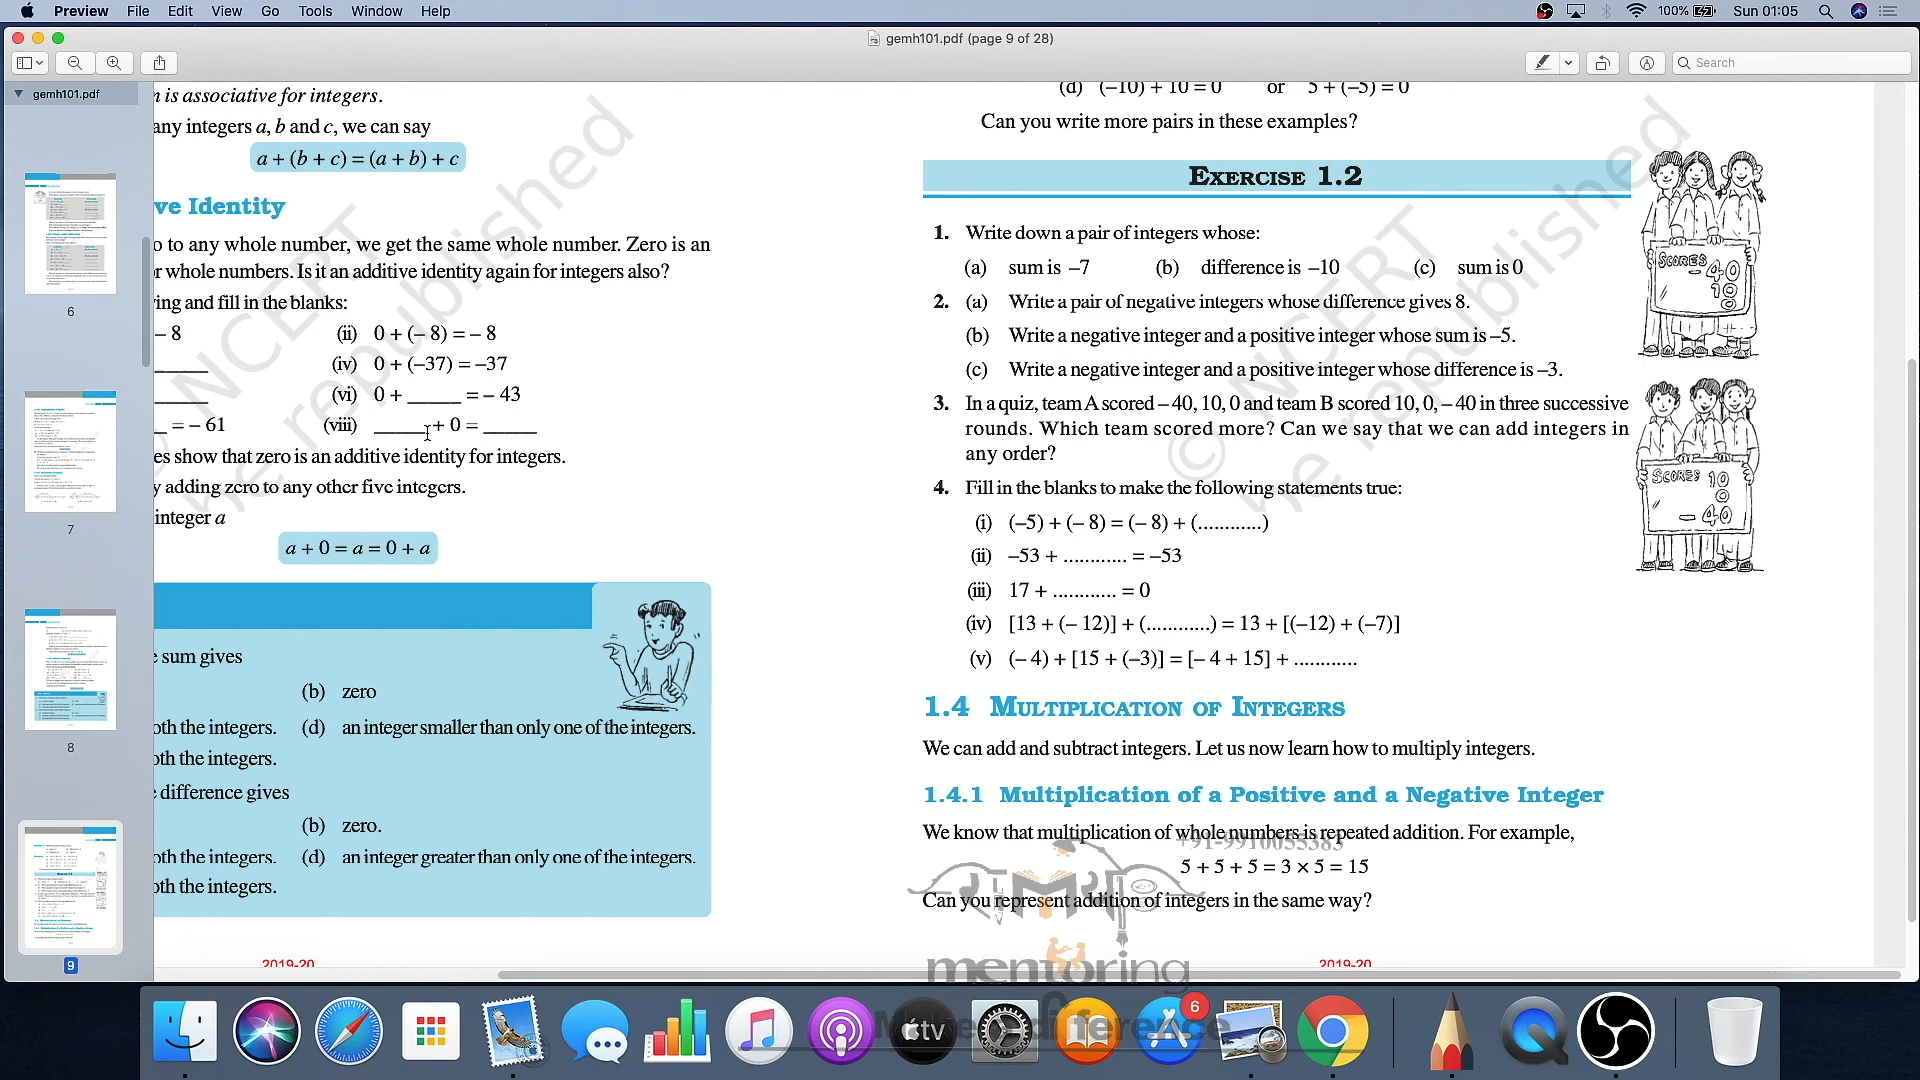 Preview File Edit View Go Tools Window Help
100% Sun 01:05
gemh101.pdf (page 9 of 28)
Search
gemh101.pdf
6
7
8
9
is associative for integers.
any integers a, b and c, we can say
a + (b + c) = (a + b) + c
ve Identity
o to any whole number, we get the same whole number. Zero is an
r whole numbers. Is it an additive identity again for integers also?
ing and fill in the blanks:
– 8 (ii) 0 + (– 8) = – 8
_____ (iv) 0 + (–37) = –37
_____ (vi) 0 + _____ = – 43
_ = – 61 (viii) _____ + 0 = _____
es show that zero is an additive identity for integers.
y adding zero to any other five integers.
integer a
a + 0 = a = 0 + a
e sum gives
(b) zero
oth the integers. (d) an integer smaller than only one of the integers.
oth the integers.
e difference gives
(b) zero.
oth the integers. (d) an integer greater than only one of the integers.
oth the integers.
2019-20
(d) (–10) + 10 = 0 or 5 + (–5) = 0
Can you write more pairs in these examples?
EXERCISE 1.2
1. Write down a pair of integers whose:
(a) sum is –7 (b) difference is –10 (c) sum is 0
2. (a) Write a pair of negative integers whose difference gives 8.
(b) Write a negative integer and a positive integer whose sum is –5.
(c) Write a negative integer and a positive integer whose difference is –3.
3. In a quiz, team A scored – 40, 10, 0 and team B scored 10, 0, – 40 in three successive
rounds. Which team scored more? Can we say that we can add integers in
any order?
4. Fill in the blanks to make the following statements true:
(i) (–5) + (– 8) = (– 8) + (............)
(ii) –53 + ............ = –53
(iii) 17 + ............ = 0
(iv) [13 + (– 12)] + (............) = 13 + [(–12) + (–7)]
(v) (– 4) + [15 + (–3)] = [– 4 + 15] + ............
SCORES
– 40
10
0
SCORES 10
0
– 40
1.4 MULTIPLICATION OF INTEGERS
We can add and subtract integers. Let us now learn how to multiply integers.
1.4.1 Multiplication of a Positive and a Negative Integer
We know that multiplication of whole numbers is repeated addition. For example,
+91-9910055383
5 + 5 + 5 = 3 × 5 = 15
Can you represent addition of integers in the same way?
mentoring
2019-20
© NCERT
be republished
NCERT
be republished
tv
6